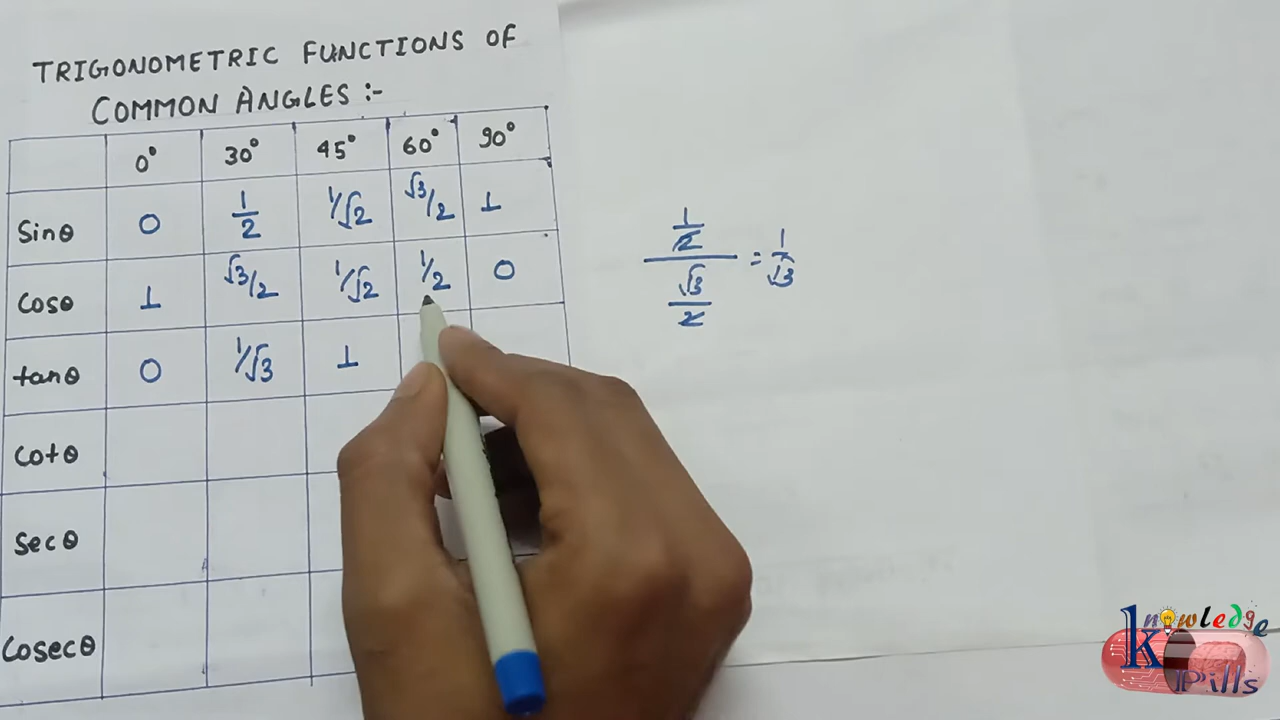 TRIGONOMETRIC FUNCTIONS OF
COMMON ANGLES :-
0° 30° 45° 60° 90°
Sinθ 0 1/2 1/√2 √3/2 1
Cosθ 1 √3/2 1/√2 1/2 0
tanθ 0 1/√3 1
Cotθ
Secθ
Cosecθ
1/2 / √3/2 = 1/√3
knowledge
Pills